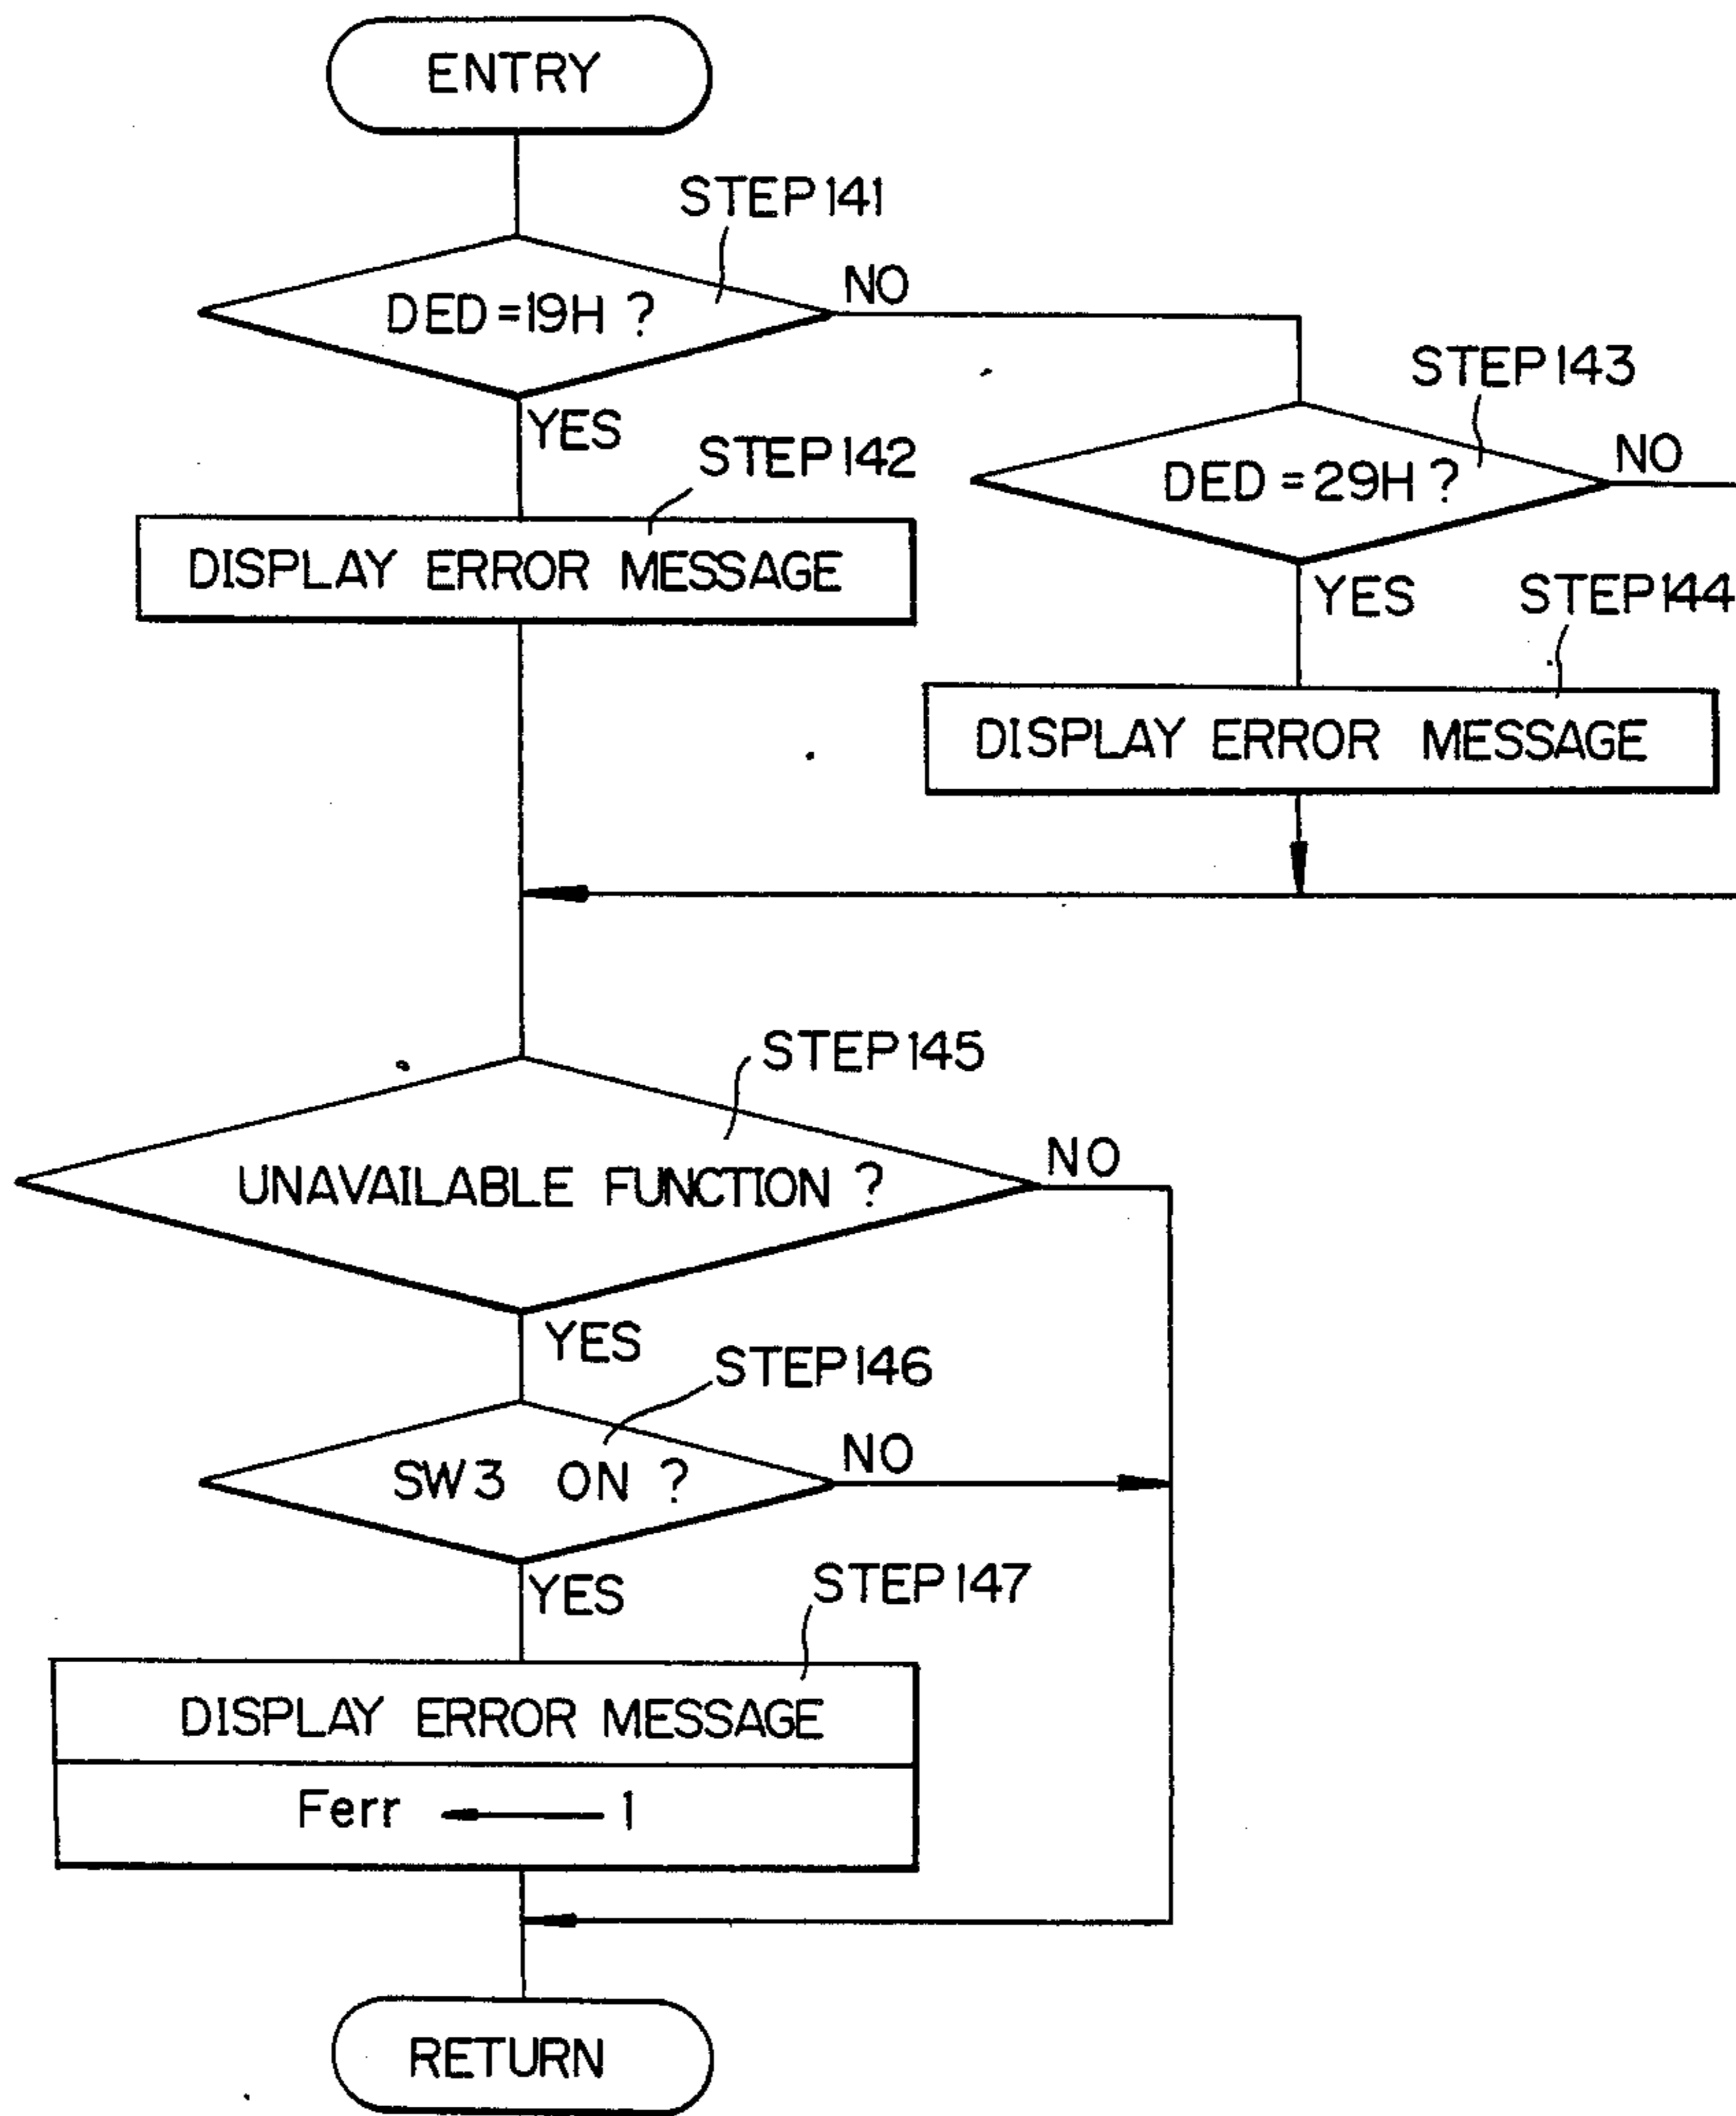 ENTRY
STEP 141
DED=19H ?
NO
YES
STEP 143
DED=29H ?
NO
STEP 142
DISPLAY ERROR MESSAGE
YES
STEP 144
DISPLAY ERROR MESSAGE
STEP 145
UNAVAILABLE FUNCTION ?
NO
YES
STEP 146
SW3 ON ?
NO
YES
STEP 147
DISPLAY ERROR MESSAGE
Ferr ← 1
RETURN